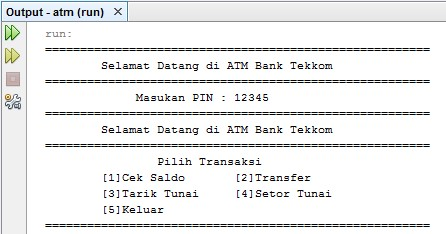 Output - atm (run) ×
run:
=======================================================
Selamat Datang di ATM Bank Tekkom
=======================================================
Masukan PIN : 12345
=======================================================
Selamat Datang di ATM Bank Tekkom
=======================================================
Pilih Transaksi
[1]Cek Saldo [2]Transfer
[3]Tarik Tunai [4]Setor Tunai
[5]Keluar
=======================================================